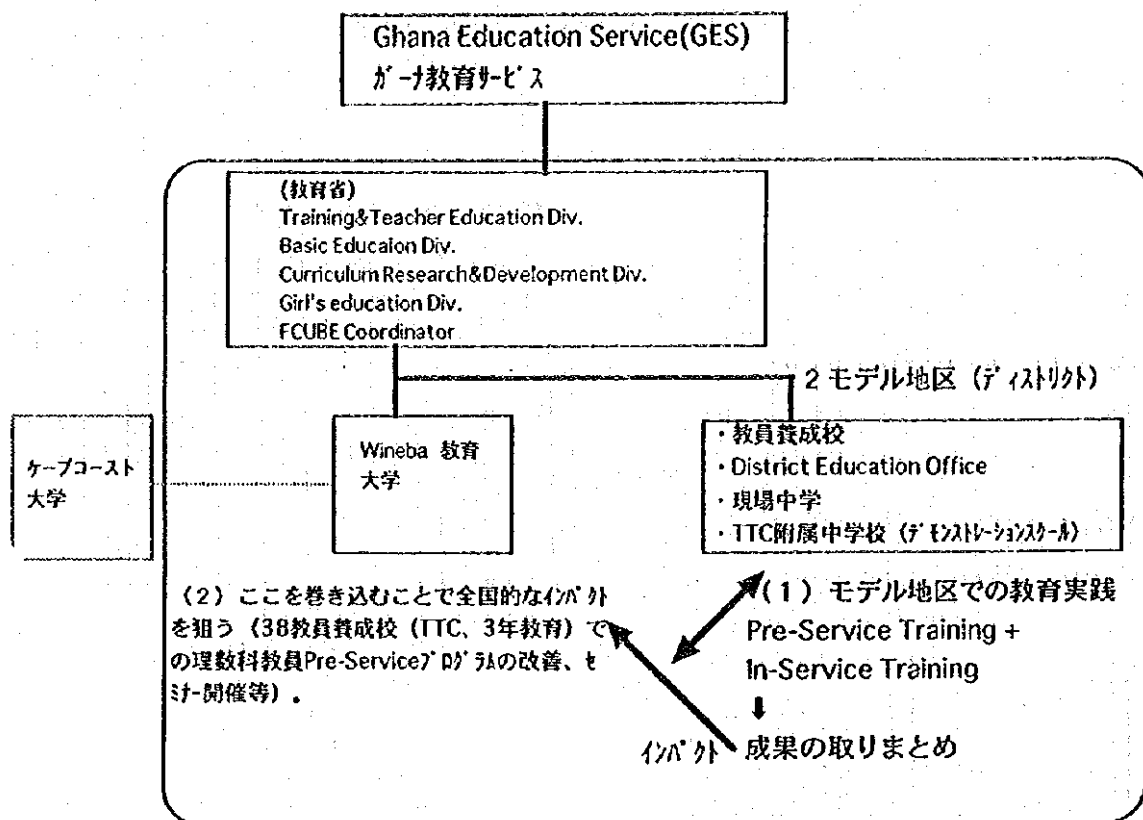 Ghana Education Service(GES)
ガーナ教育サービス
(教育省)
Training&Teacher Education Div.
Basic Educaion Div.
Curriculum Research&Development Div.
Girl's education Div.
FCUBE Coordinator
2 モデル地区 (ディストリクト)
ケープコースト
大学
Wineba 教育
大学
・教員養成校
・District Education Office
・現場中学
・TTC附属中学校 (デモンストレーションスクール)
(2) ここを巻き込むことで全国的なインパクト
を狙う (38教員養成校 (TTC、3年教育) で
の理数科教員Pre-Serviceプログラムの改善、セ
ミナー開催等) .
(1) モデル地区での教育実践
Pre-Service Training +
In-Service Training
インパクト 成果の取りまとめ